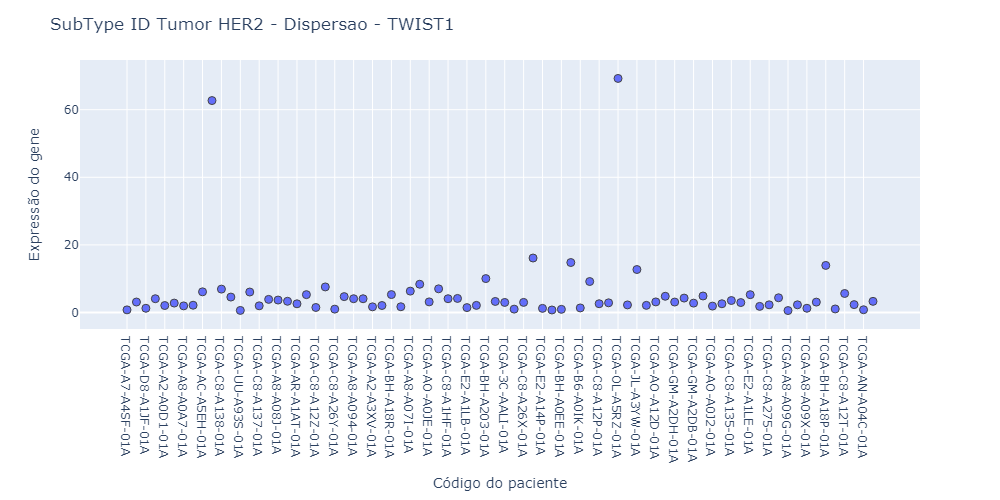 SubType ID Tumor HER2 - Dispersao - TWIST1
Expressão do gene
60
40
20
0
TCGA-A7-A4SF-01A
TCGA-D8-A1JF-01A
TCGA-A2-A0D1-01A
TCGA-A8-A0A7-01A
TCGA-AC-A5EH-01A
TCGA-C8-A138-01A
TCGA-UU-A93S-01A
TCGA-C8-A137-01A
TCGA-A8-A08J-01A
TCGA-AR-A1AT-01A
TCGA-C8-A12Z-01A
TCGA-C8-A26Y-01A
TCGA-A8-A094-01A
TCGA-A2-A3XV-01A
TCGA-BH-A18R-01A
TCGA-A8-A07I-01A
TCGA-AO-A0JE-01A
TCGA-C8-A1HF-01A
TCGA-E2-A1LB-01A
TCGA-BH-A203-01A
TCGA-3C-AALI-01A
TCGA-C8-A26X-01A
TCGA-E2-A14P-01A
TCGA-BH-A0EE-01A
TCGA-B6-A0IK-01A
TCGA-C8-A12P-01A
TCGA-OL-A5RZ-01A
TCGA-JL-A3YW-01A
TCGA-AO-A12D-01A
TCGA-GM-A2DH-01A
TCGA-GM-A2DB-01A
TCGA-AO-A0J2-01A
TCGA-C8-A135-01A
TCGA-E2-A1LE-01A
TCGA-C8-A275-01A
TCGA-A8-A09G-01A
TCGA-A8-A09X-01A
TCGA-BH-A18P-01A
TCGA-C8-A12T-01A
TCGA-AN-A04C-01A
Código do paciente